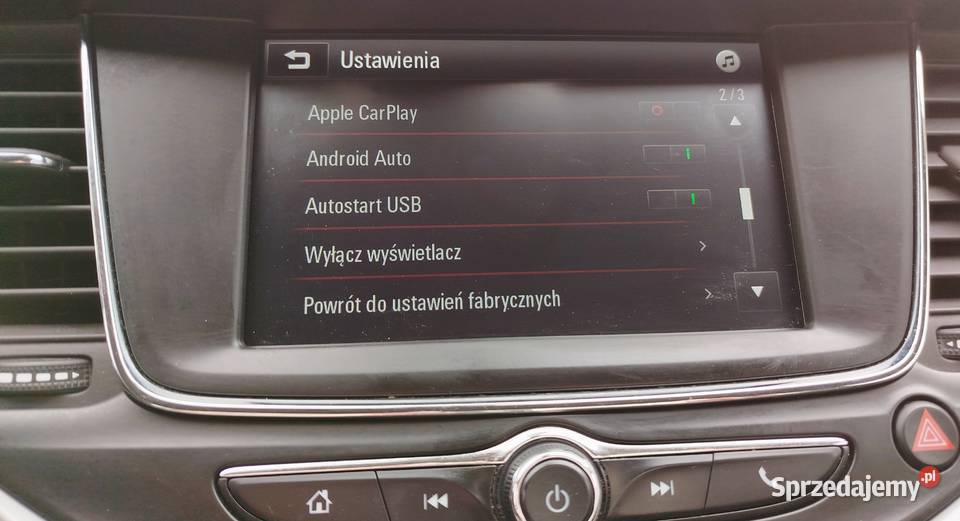 Ustawienia
2/3
Apple CarPlay
Android Auto
Autostart USB
Wyłącz wyświetlacz
Powrót do ustawień fabrycznych
Sprzedajemy.pl